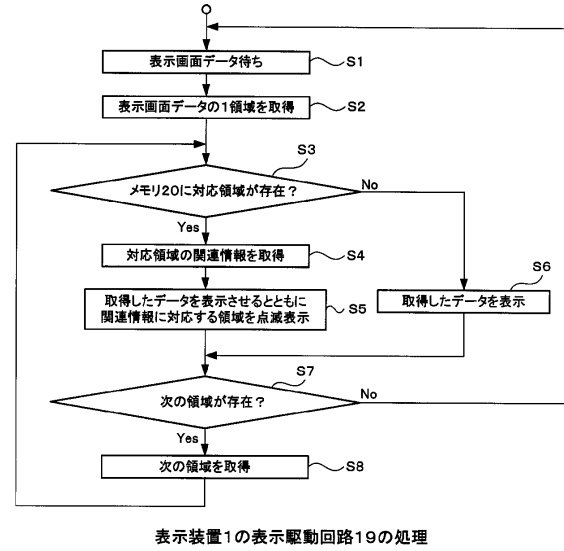 表示画面データ待ち
S1
表示画面データの1領域を取得
S2
S3
メモリ20に対応領域が存在？
No
Yes
対応領域の関連情報を取得
S4
S6
取得したデータを表示させるとともに
関連情報に対応する領域を点滅表示
S5
取得したデータを表示
S7
次の領域が存在？
No
Yes
次の領域を取得
S8
表示装置1の表示駆動回路19の処理